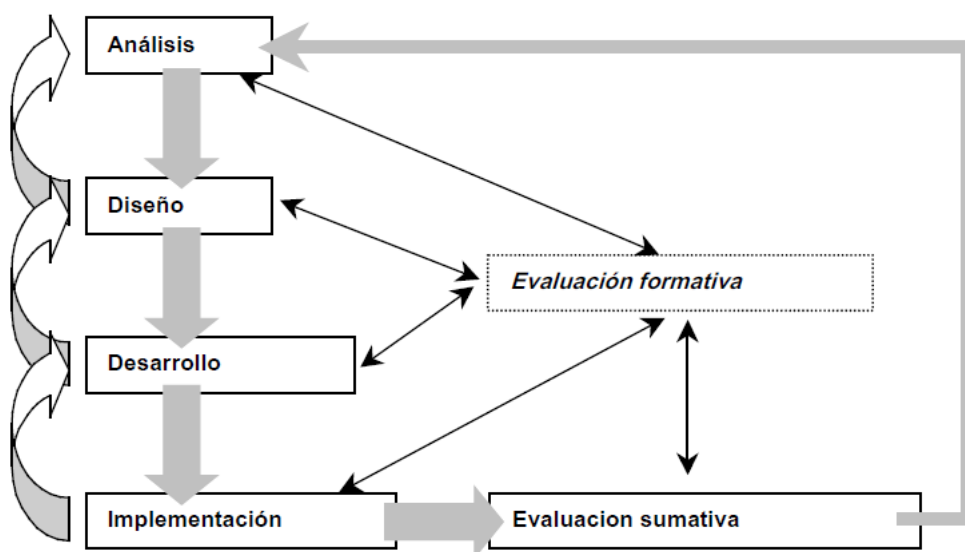 Análisis
Diseño
Evaluación formativa
Desarrollo
Implementación
Evaluacion sumativa